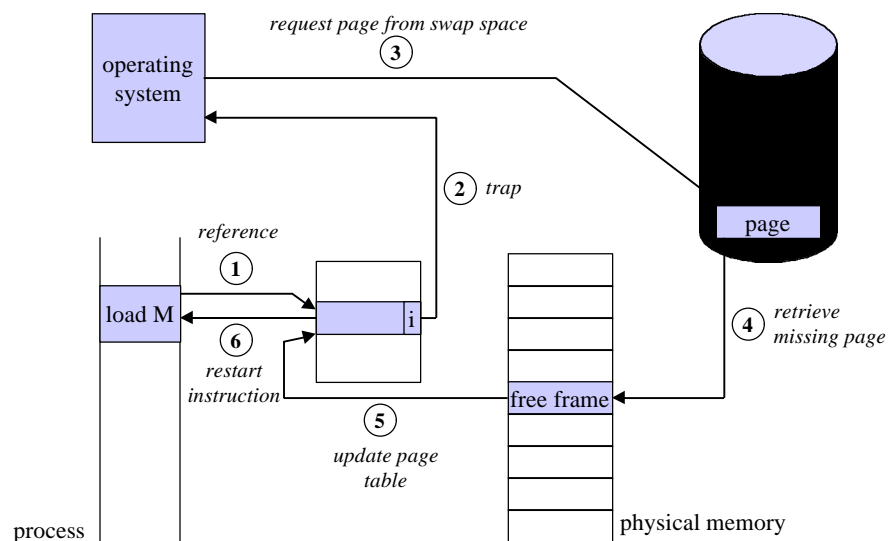 request page from swap space
3
operating
system
2
trap
page
reference
1
load M
i
6
restart
instruction
4
retrieve
missing page
free frame
5
update page
table
process
physical memory